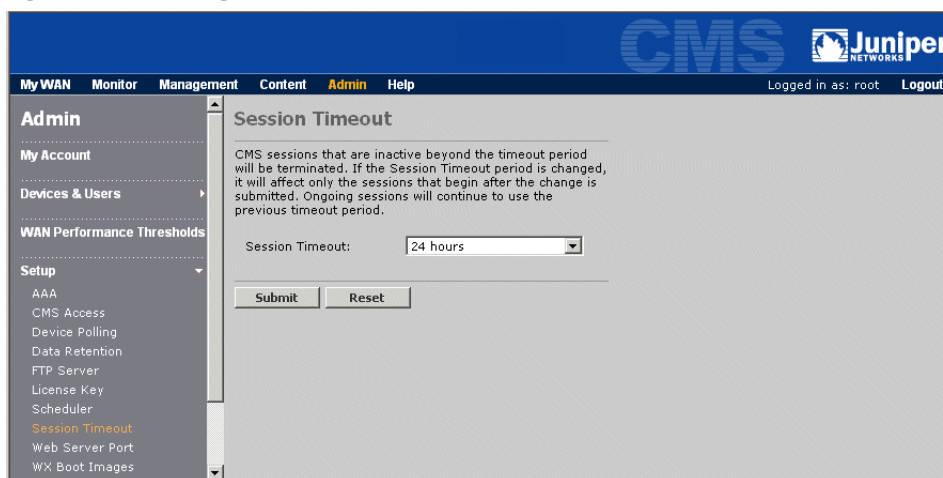 CMS
Juniper
NETWORKS
My WAN Monitor Management Content Admin Help
Logged in as: root Logout
Admin
My Account
Devices & Users
WAN Performance Thresholds
Setup
AAA
CMS Access
Device Polling
Data Retention
FTP Server
License Key
Scheduler
Session Timeout
Web Server Port
WX Boot Images
Session Timeout
CMS sessions that are inactive beyond the timeout period
will be terminated. If the Session Timeout period is changed,
it will affect only the sessions that begin after the change is
submitted. Ongoing sessions will continue to use the
previous timeout period.
Session Timeout: 24 hours
Submit Reset